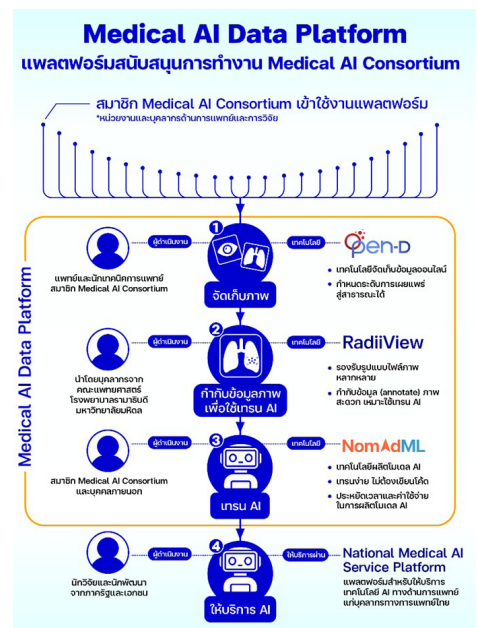 Medical AI Data Platform
แพลตฟอร์มสนับสนุนการทำงาน Medical AI Consortium
สมาชิก Medical AI Consortium เข้าใช้งานแพลตฟอร์ม
*หน่วยงานและบุคลากรด้านการแพทย์และการวิจัย
Medical AI Data Platform
1
ผู้ดำเนินงาน
เทคโนโลยี
Open-D
แพทย์และนักเทคนิคการแพทย์
สมาชิก Medical AI Consortium
จัดเก็บภาพ
• เทคโนโลยีจัดเก็บข้อมูลออนไลน์
• กำหนดระดับการเผยแพร่
สู่สาธารณะได้
2
ผู้ดำเนินงาน
เทคโนโลยี
RadiiView
นำโดยบุคลากรจาก
คณะแพทยศาสตร์
โรงพยาบาลรามาธิบดี
มหาวิทยาลัยมหิดล
กำกับข้อมูลภาพ
เพื่อใช้เทรน AI
• รองรับรูปแบบไฟล์ภาพ
หลากหลาย
• กำกับข้อมูล (annotate) ภาพ
สะดวก เหมาะใช้เทรน AI
3
ผู้ดำเนินงาน
เทคโนโลยี
NomAdML
สมาชิก Medical AI Consortium
และบุคคลภายนอก
เทรน AI
• เทคโนโลยีผลิตโมเดล AI
• เทรนง่าย ไม่ต้องเขียนโค้ด
• ประหยัดเวลาและค่าใช้จ่าย
ในการผลิตโมเดล AI
4
ผู้ดำเนินงาน
ให้บริการผ่าน
National Medical AI
Service Platform
นักวิจัยและนักพัฒนา
จากภาครัฐและเอกชน
ให้บริการ AI
แพลตฟอร์มสำหรับให้บริการ
เทคโนโลยี AI ทางด้านการแพทย์
แก่บุคลากรทางการแพทย์ไทย